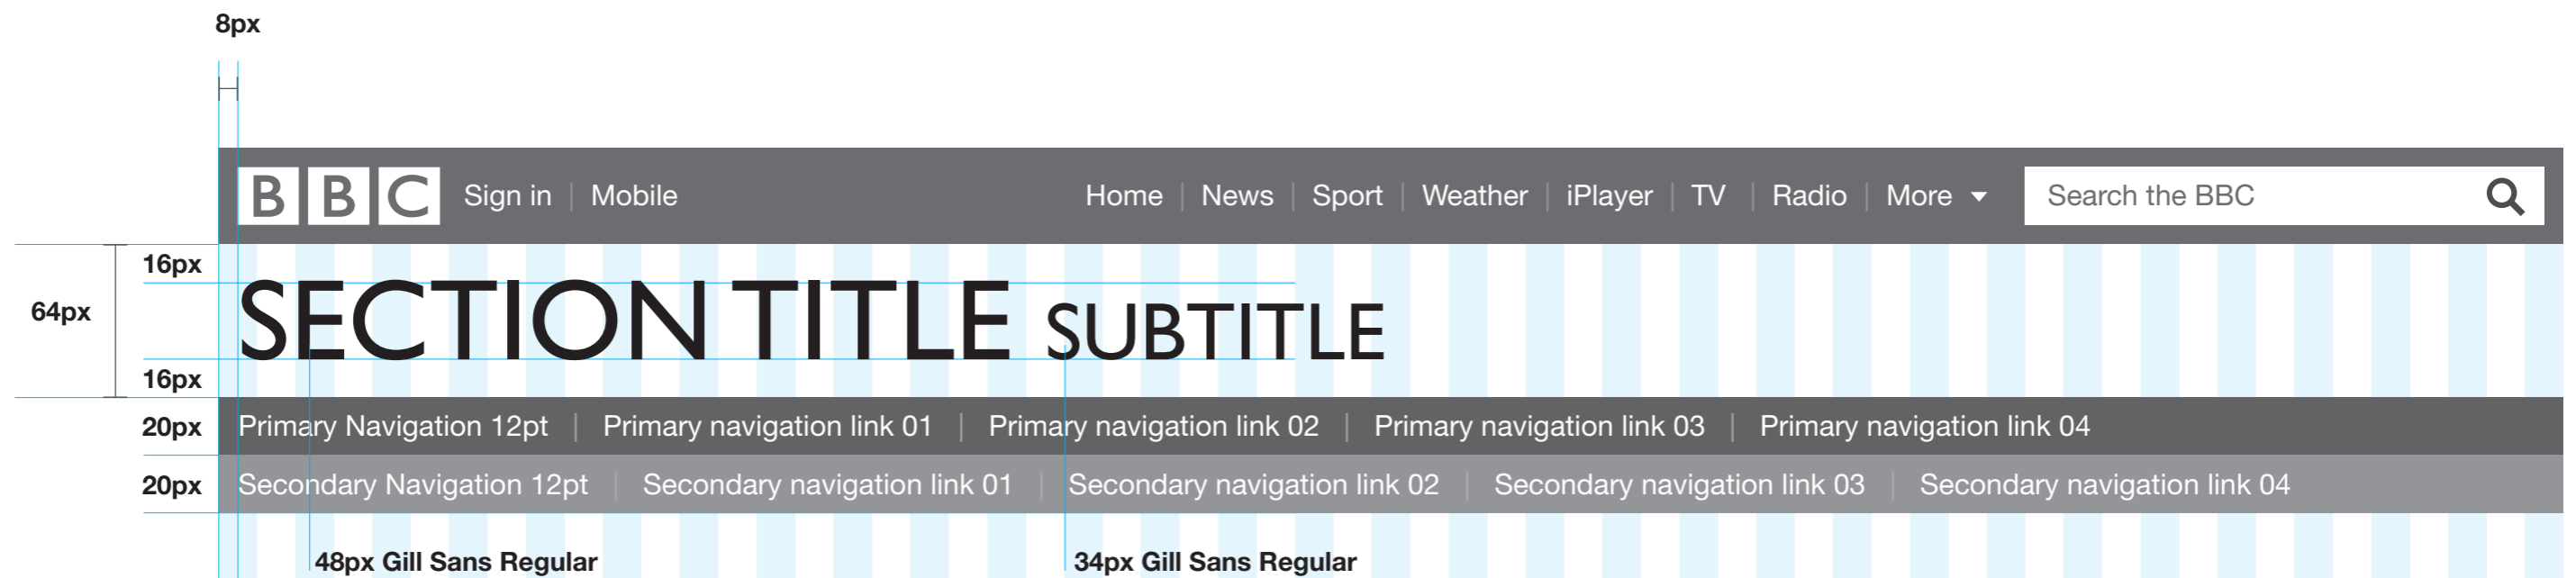 8px
BBC Sign in | Mobile Home | News | Sport | Weather | iPlayer | TV | Radio | More Search the BBC
16px
64px
SECTION TITLE SUBTITLE
16px
20px Primary Navigation 12pt | Primary navigation link 01 | Primary navigation link 02 | Primary navigation link 03 | Primary navigation link 04
20px Secondary Navigation 12pt | Secondary navigation link 01 | Secondary navigation link 02 | Secondary navigation link 03 | Secondary navigation link 04
48px Gill Sans Regular 34px Gill Sans Regular